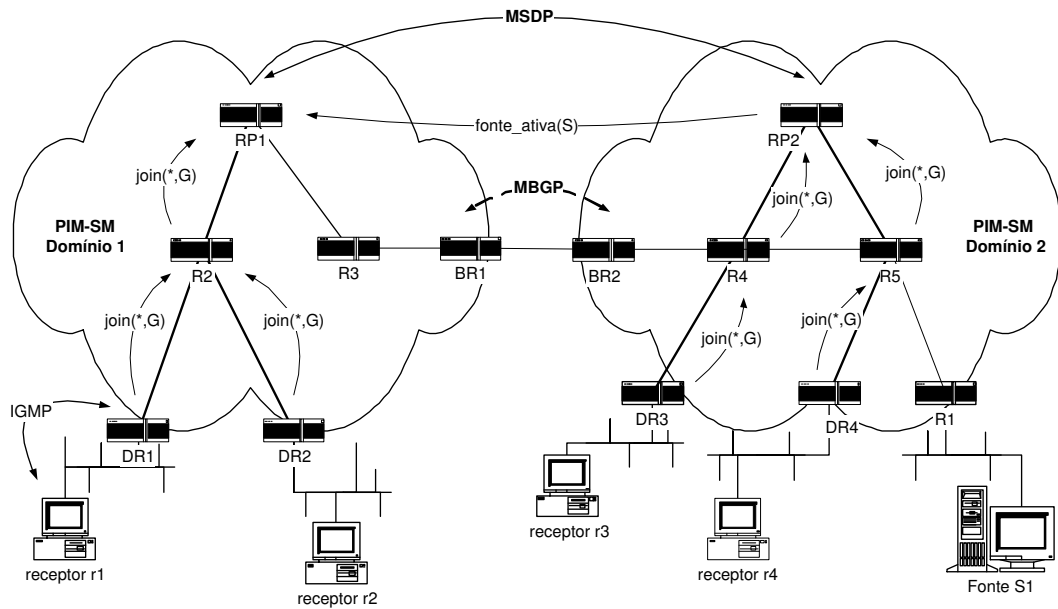 MSDP
RP1
fonte_ativa(S)
RP2
join(*,G)
join(*,G)
join(*,G)
MBGP
PIM-SM
Domínio 1
PIM-SM
Domínio 2
R2
R3
BR1
BR2
R4
R5
join(*,G)
join(*,G)
join(*,G)
join(*,G)
IGMP
DR1
DR2
DR3
DR4
R1
receptor r1
receptor r2
receptor r3
receptor r4
Fonte S1